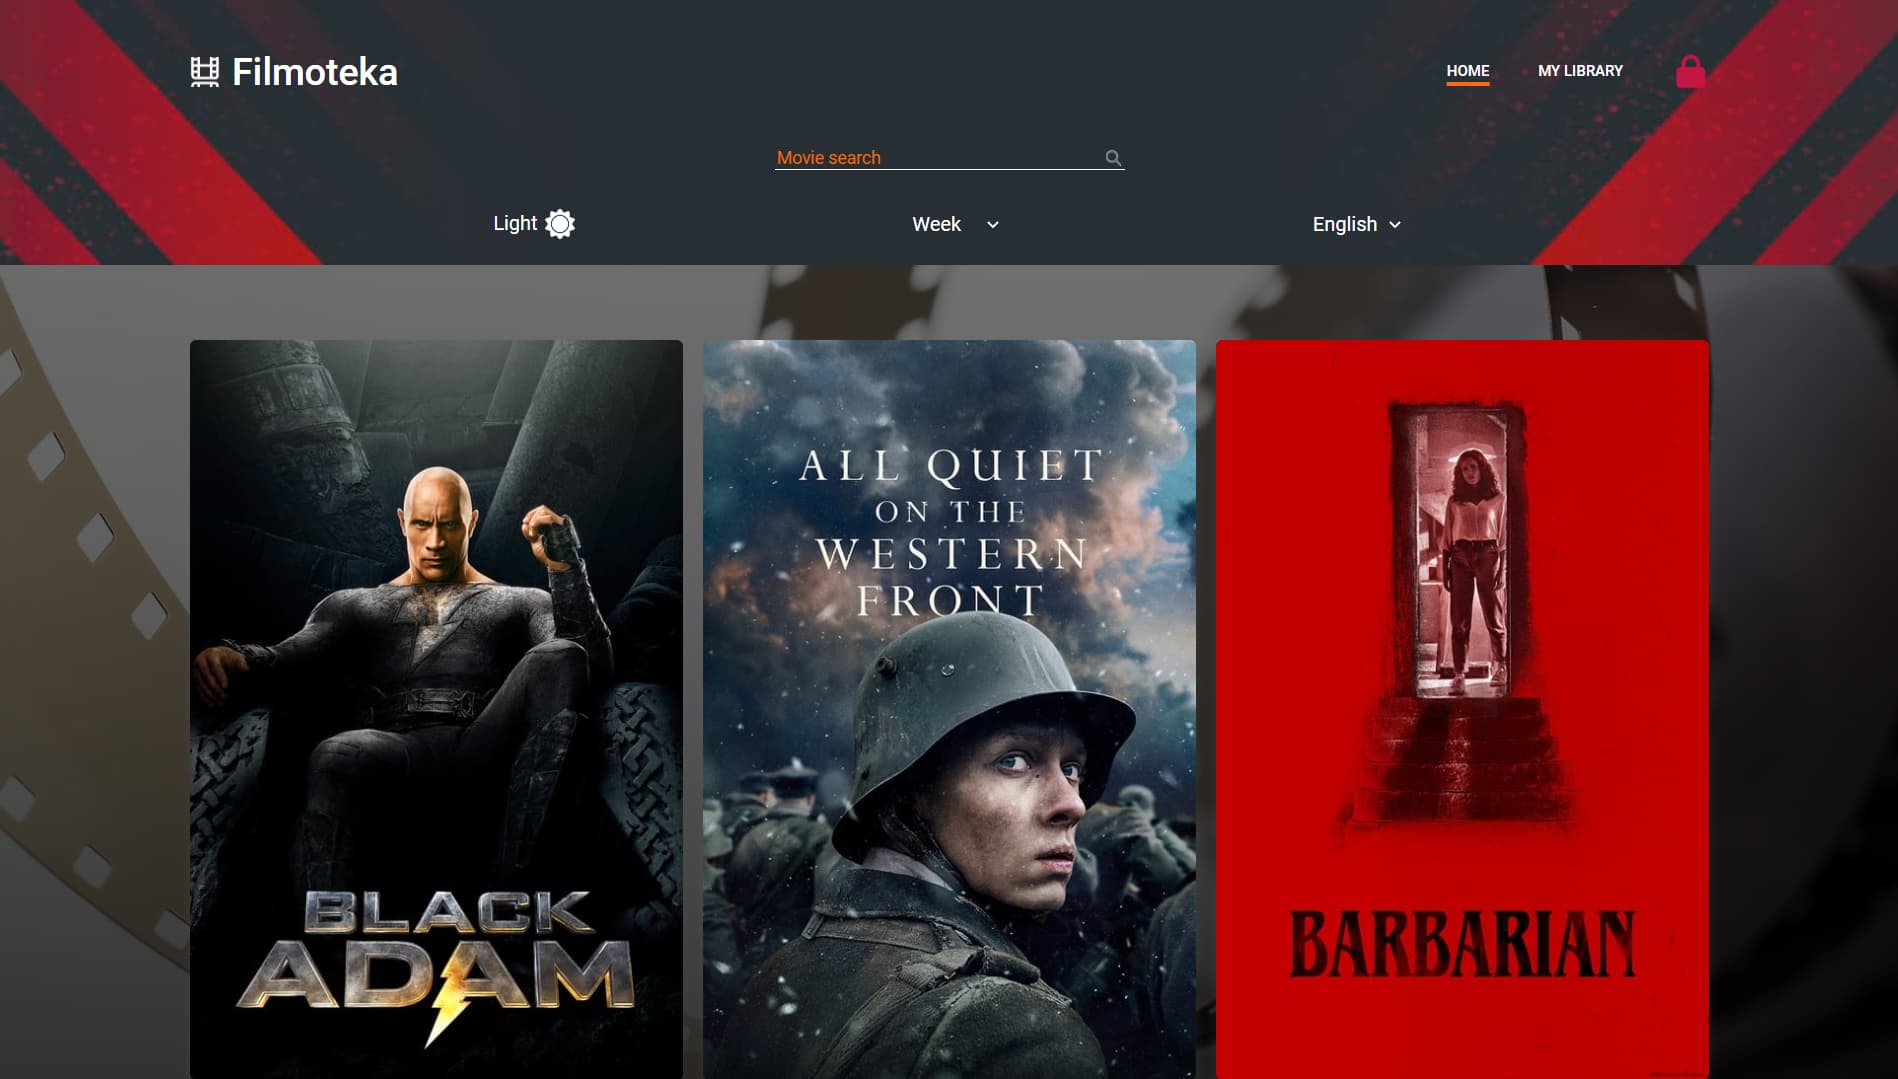 Filmoteka
HOME
MY LIBRARY
Movie search
Light
Week
English
BLACK
ADAM
ALL QUIET
ON THE
WESTERN
FRONT
BARBARIAN